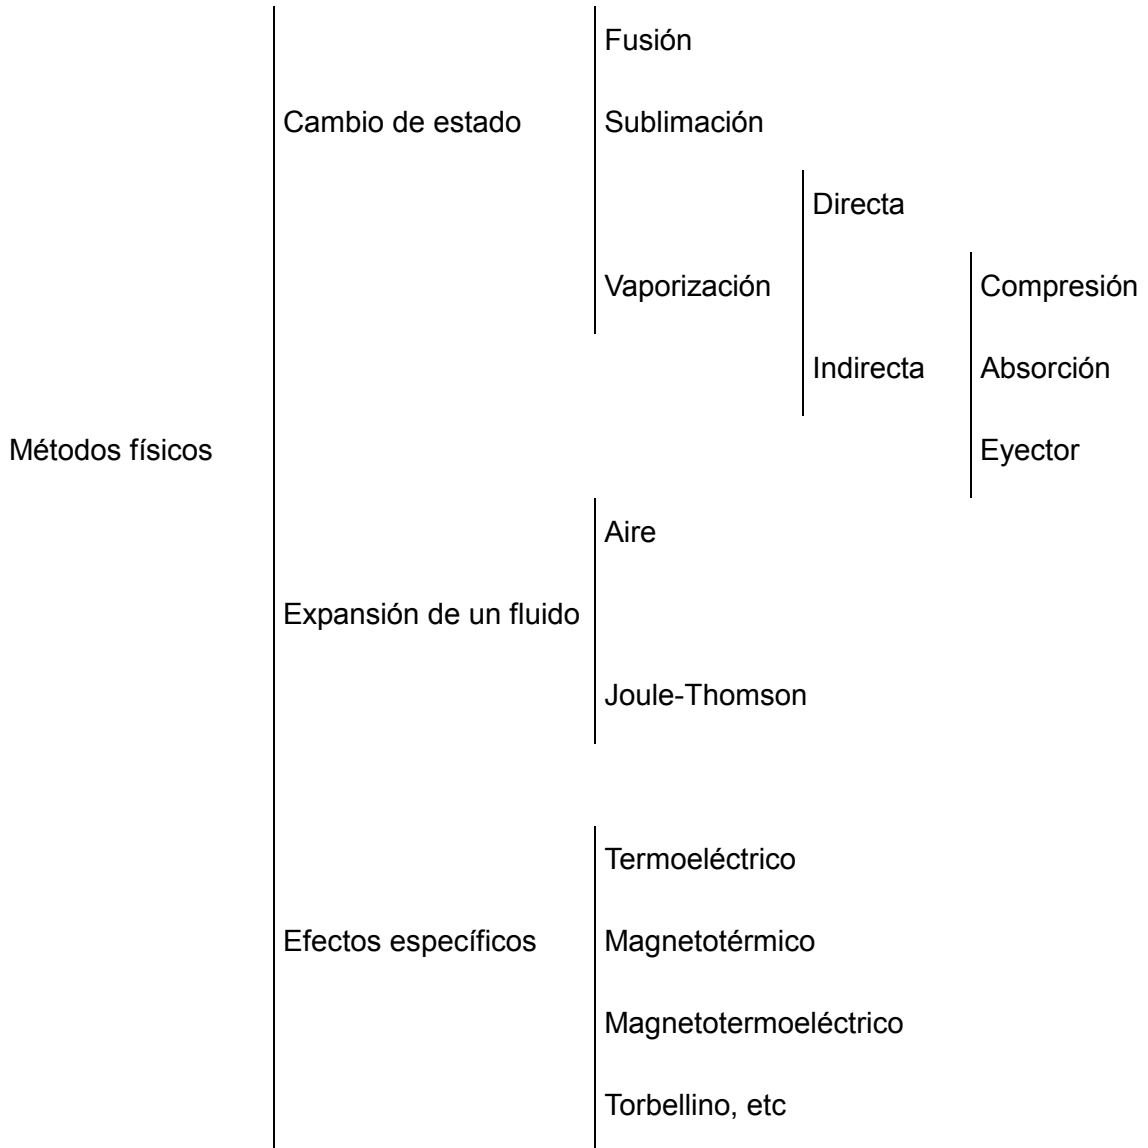 Fusión
Cambio de estado Sublimación
Directa
Vaporización Compresión
Indirecta Absorción
Métodos físicos Eyector
Aire
Expansión de un fluido
Joule-Thomson
Termoeléctrico
Efectos específicos Magnetotérmico
Magnetotermoeléctrico
Torbellino, etc